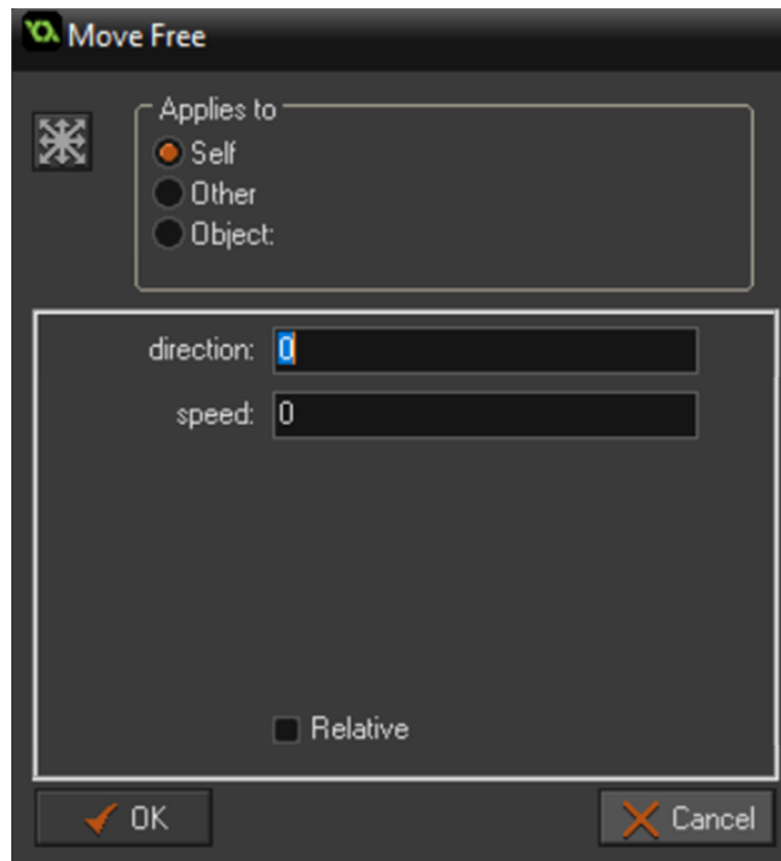 Move Free
Applies to
Self
Other
Object:
direction: 0
speed: 0
Relative
OK Cancel